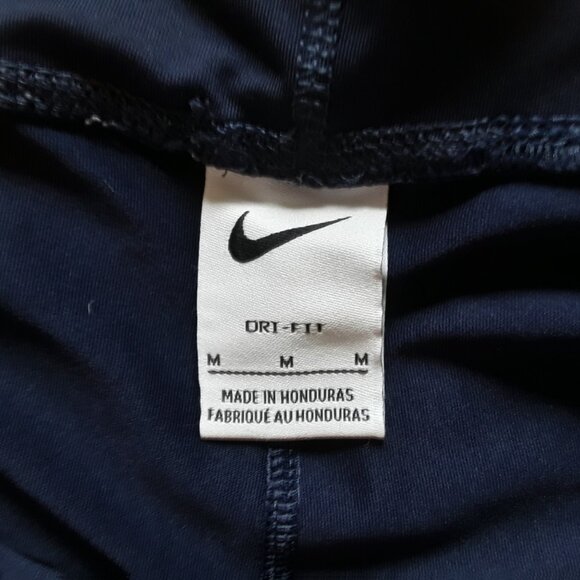 DRI-FIT
M M M
MADE IN HONDURAS
FABRIQUÉ AU HONDURAS